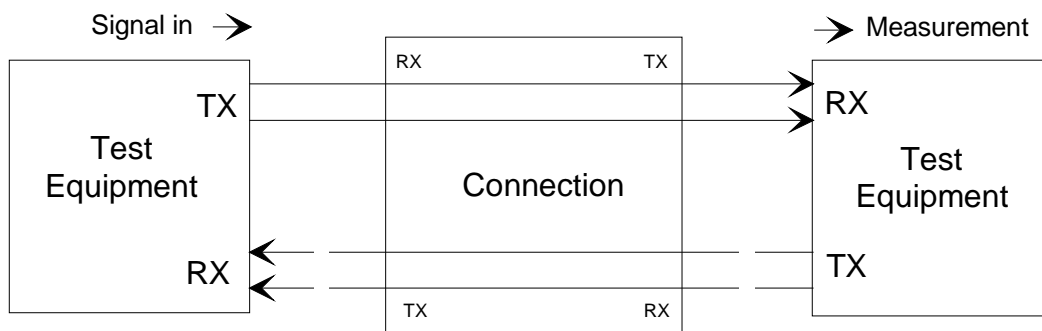 Signal in
Measurement
RX
TX
TX
RX
Test
Equipment
Connection
Test
Equipment
RX
TX
TX
RX